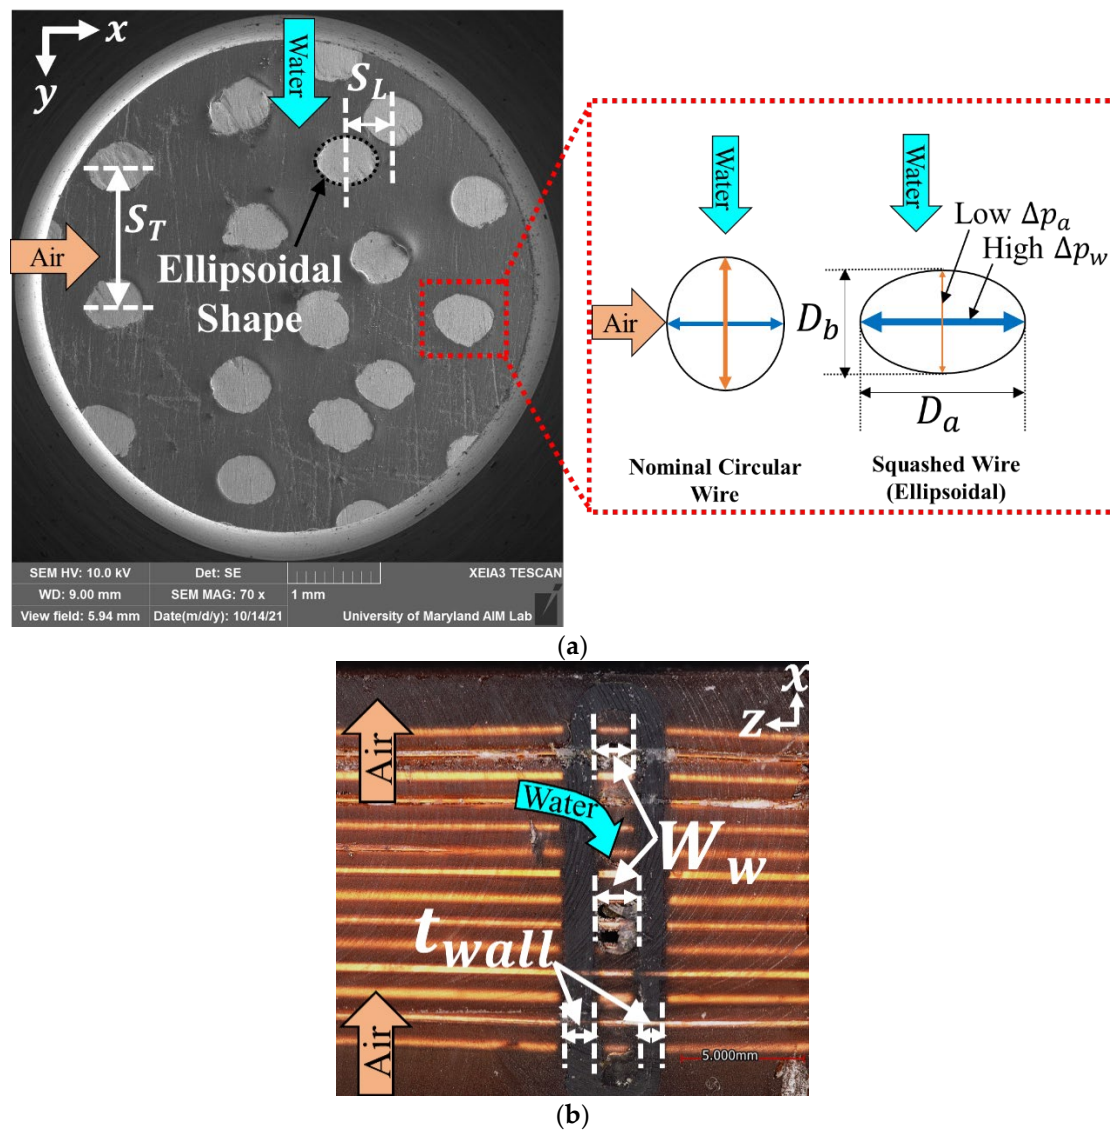 x
y
Water
S_L
S_T
Air
Ellipsoidal
Shape
SEM HV: 10.0 kV
Det: SE
XEIA3 TESCAN
WD: 9.00 mm
SEM MAG: 70 x
1 mm
View field: 5.94 mm
Date(m/d/y): 10/14/21
University of Maryland AIM Lab
Water
Water
Low Δp_a
High Δp_w
Air
D_b
D_a
Nominal Circular
Wire
Squashed Wire
(Ellipsoidal)
(a)
x
z
Air
Water
W_w
t_wall
Air
5.000mm
(b)